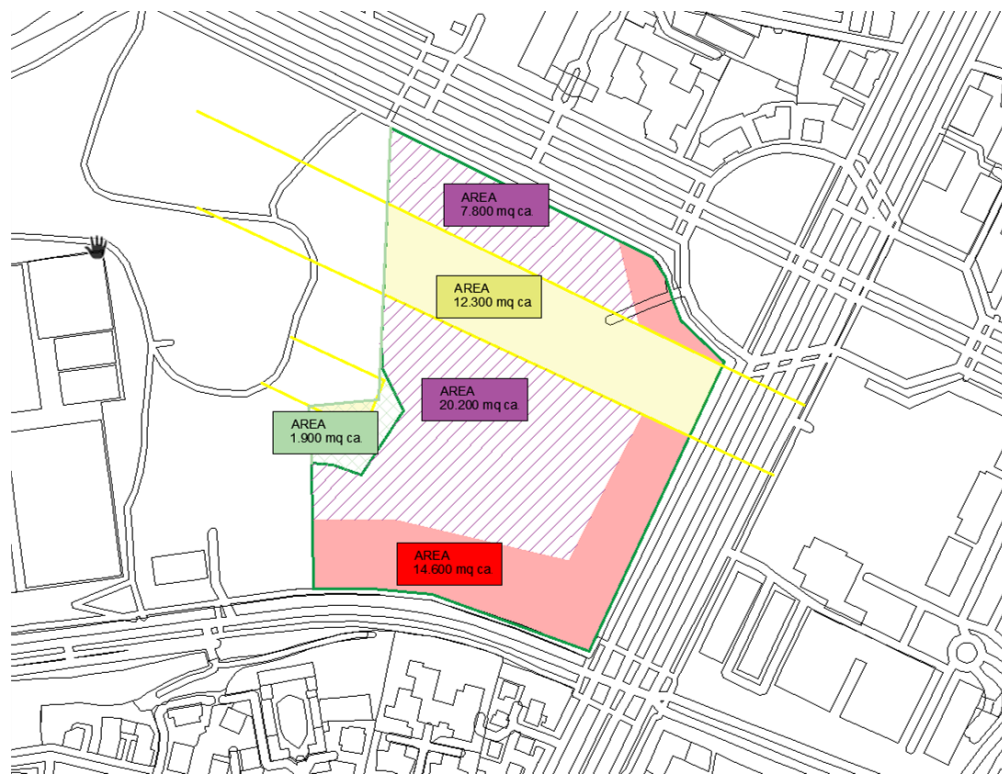 AREA
7.800 mq ca.
AREA
12.300 mq ca.
AREA
20.200 mq ca.
AREA
1.900 mq ca.
AREA
14.600 mq ca.